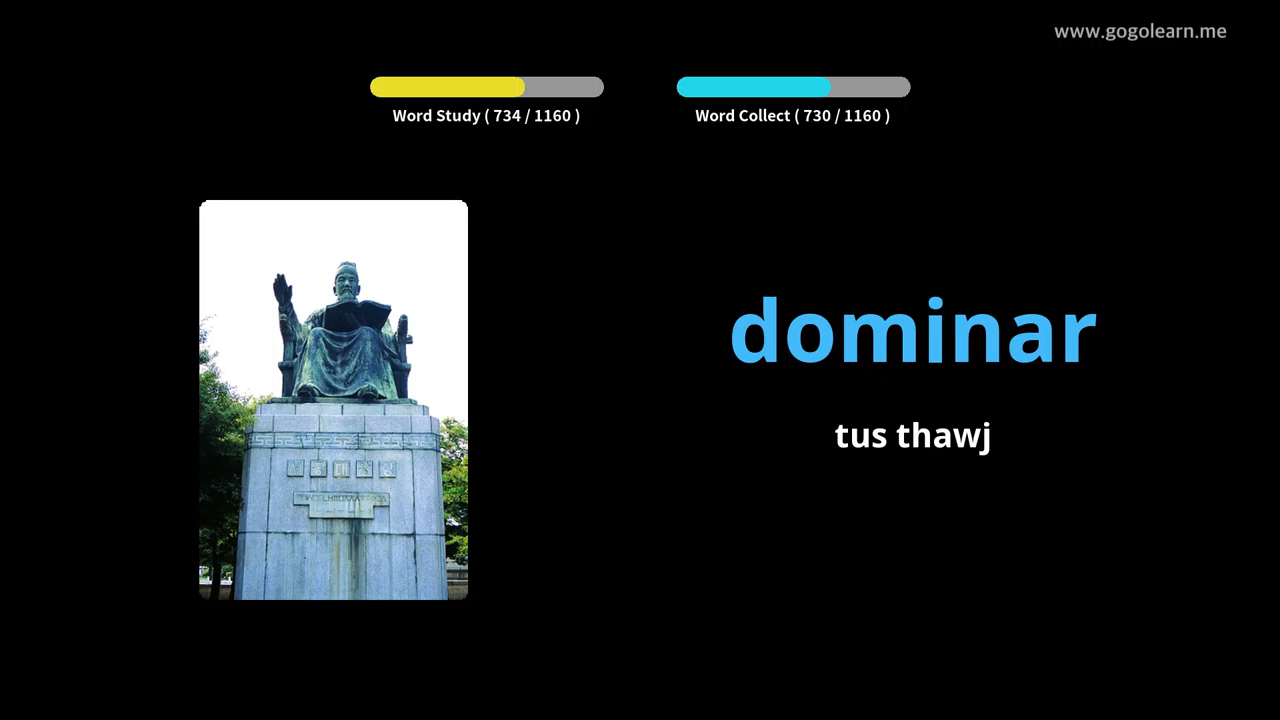 www.gogolearn.me
Word Study ( 734 / 1160 )
Word Collect ( 730 / 1160 )
dominar
tus thawj